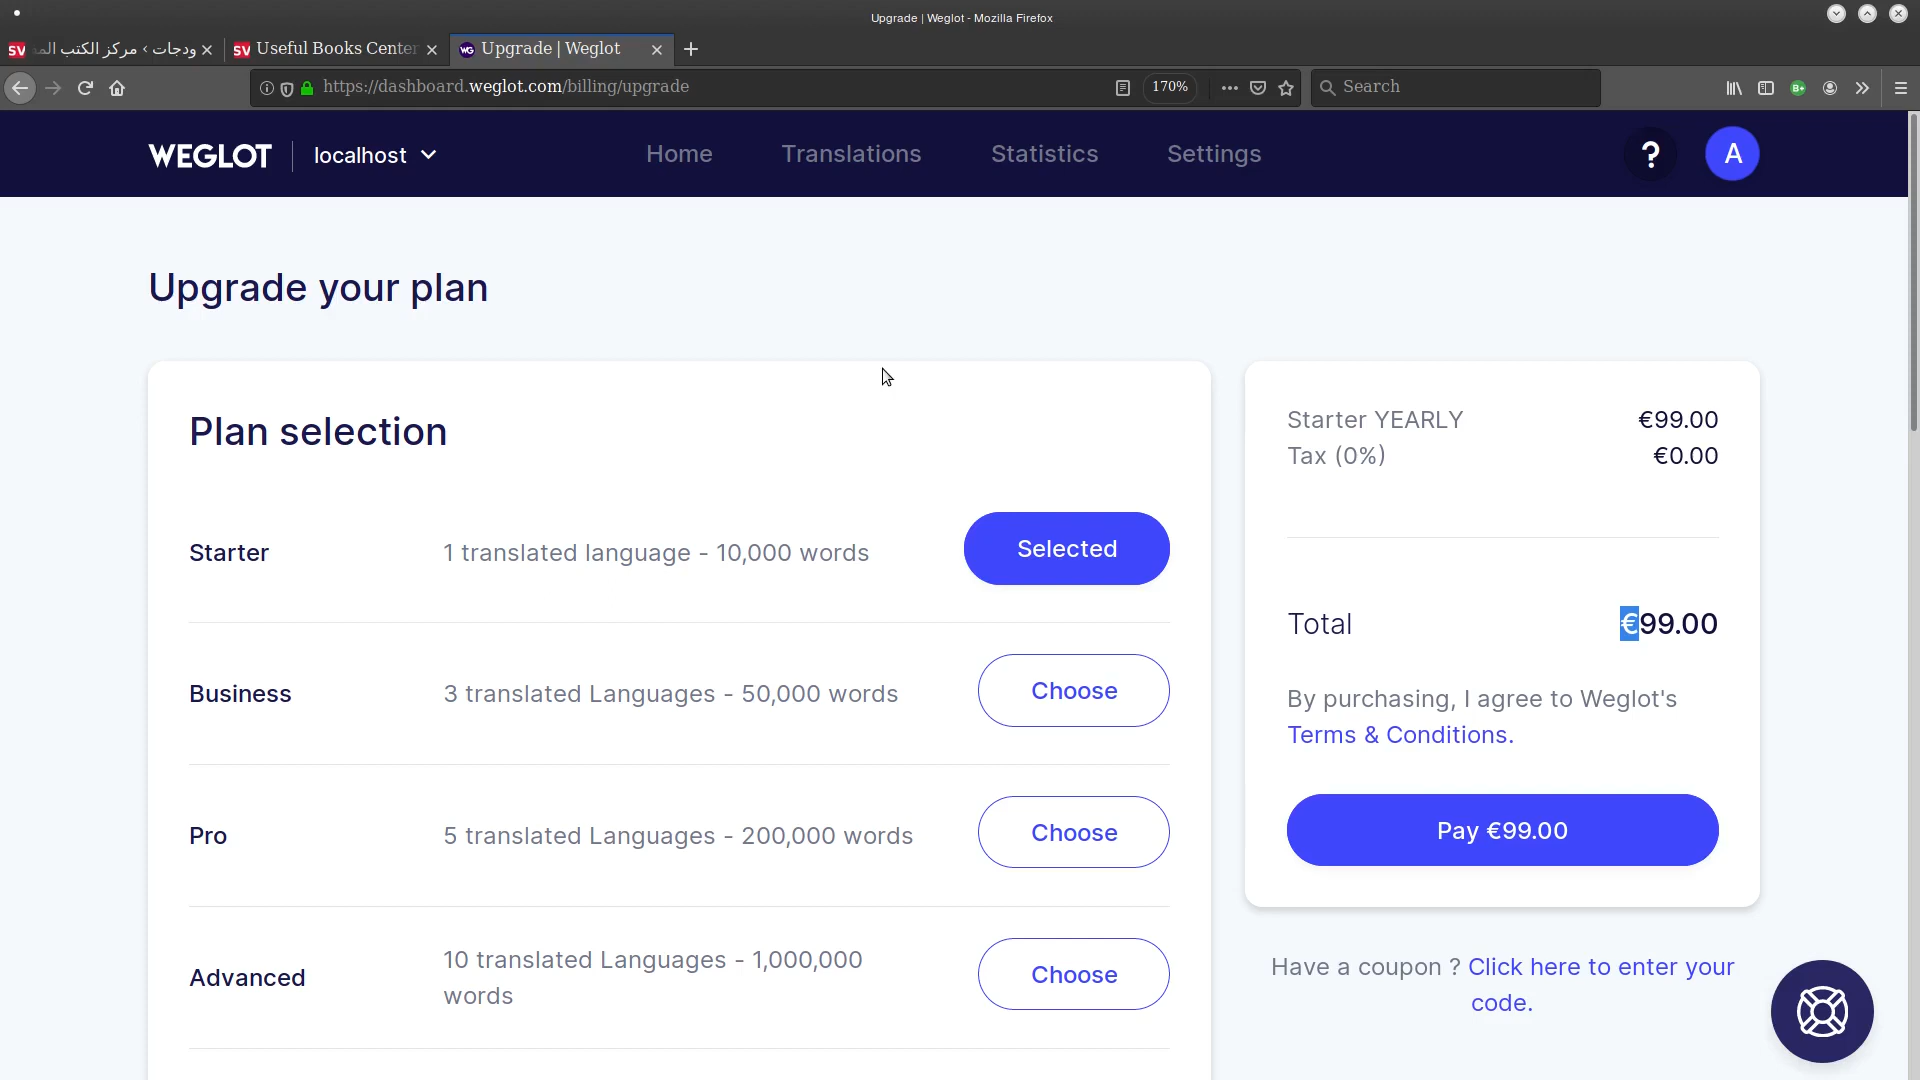 Upgrade | Weglot - Mozilla Firefox
ودجات ‹ مركز الكتب
Useful Books Center
Upgrade | Weglot
https://dashboard.weglot.com/billing/upgrade
170%
Search
WEGLOT
localhost
Home
Translations
Statistics
Settings
?
A
Upgrade your plan
Plan selection
Starter
1 translated language - 10,000 words
Selected
Business
3 translated Languages - 50,000 words
Choose
Pro
5 translated Languages - 200,000 words
Choose
Advanced
10 translated Languages - 1,000,000
words
Choose
Starter YEARLY €99.00
Tax (0%) €0.00
Total €99.00
By purchasing, I agree to Weglot's
Terms & Conditions.
Pay €99.00
Have a coupon ? Click here to enter your
code.